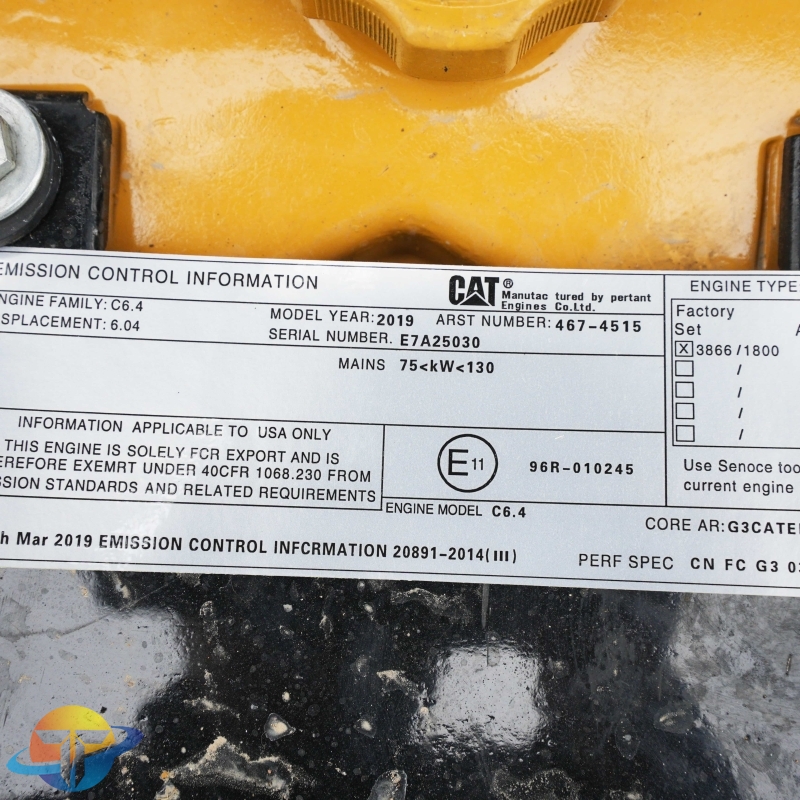 EMISSION CONTROL INFORMATION
CAT® Manutac tured by pertant
Engines Co.Ltd.
ENGINE TYPE
NGINE FAMILY: C6.4
MODEL YEAR: 2019 ARST NUMBER: 467-4515
SPLACEMENT: 6.04
SERIAL NUMBER. E7A25030
MAINS 75<kW<130
Factory
Set
A
X 3866/1800
/
/
/
/
INFORMATION APPLICABLE TO USA ONLY
THIS ENGINE IS SOLELY FCR EXPORT AND IS
EREFORE EXEMRT UNDER 40CFR 1068.230 FROM
SSION STANDARDS AND RELATED REQUIREMENTS
E 11
96R-010245
Use Senoce too
current engine
ENGINE MODEL C6.4
CORE AR: G3CATE
h Mar 2019 EMISSION CONTROL INFCRMATION 20891-2014(III)
PERF SPEC CN FC G3 0